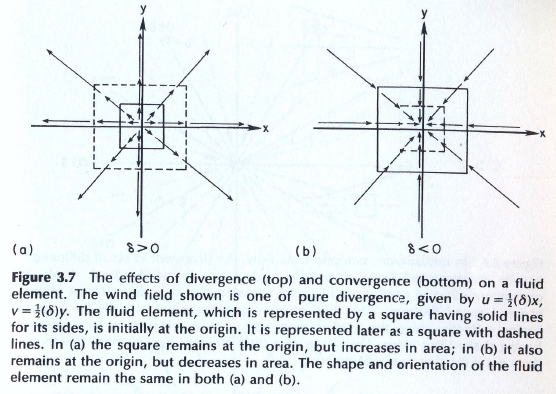 y
x
(a)
δ>0
y
x
(b)
δ<0
Figure 3.7 The effects of divergence (top) and convergence (bottom) on a fluid
element. The wind field shown is one of pure divergence, given by u = ½(δ)x,
v = ½(δ)y. The fluid element, which is represented by a square having solid lines
for its sides, is initially at the origin. It is represented later as a square with dashed
lines. In (a) the square remains at the origin, but increases in area; in (b) it also
remains at the origin, but decreases in area. The shape and orientation of the fluid
element remain the same in both (a) and (b).